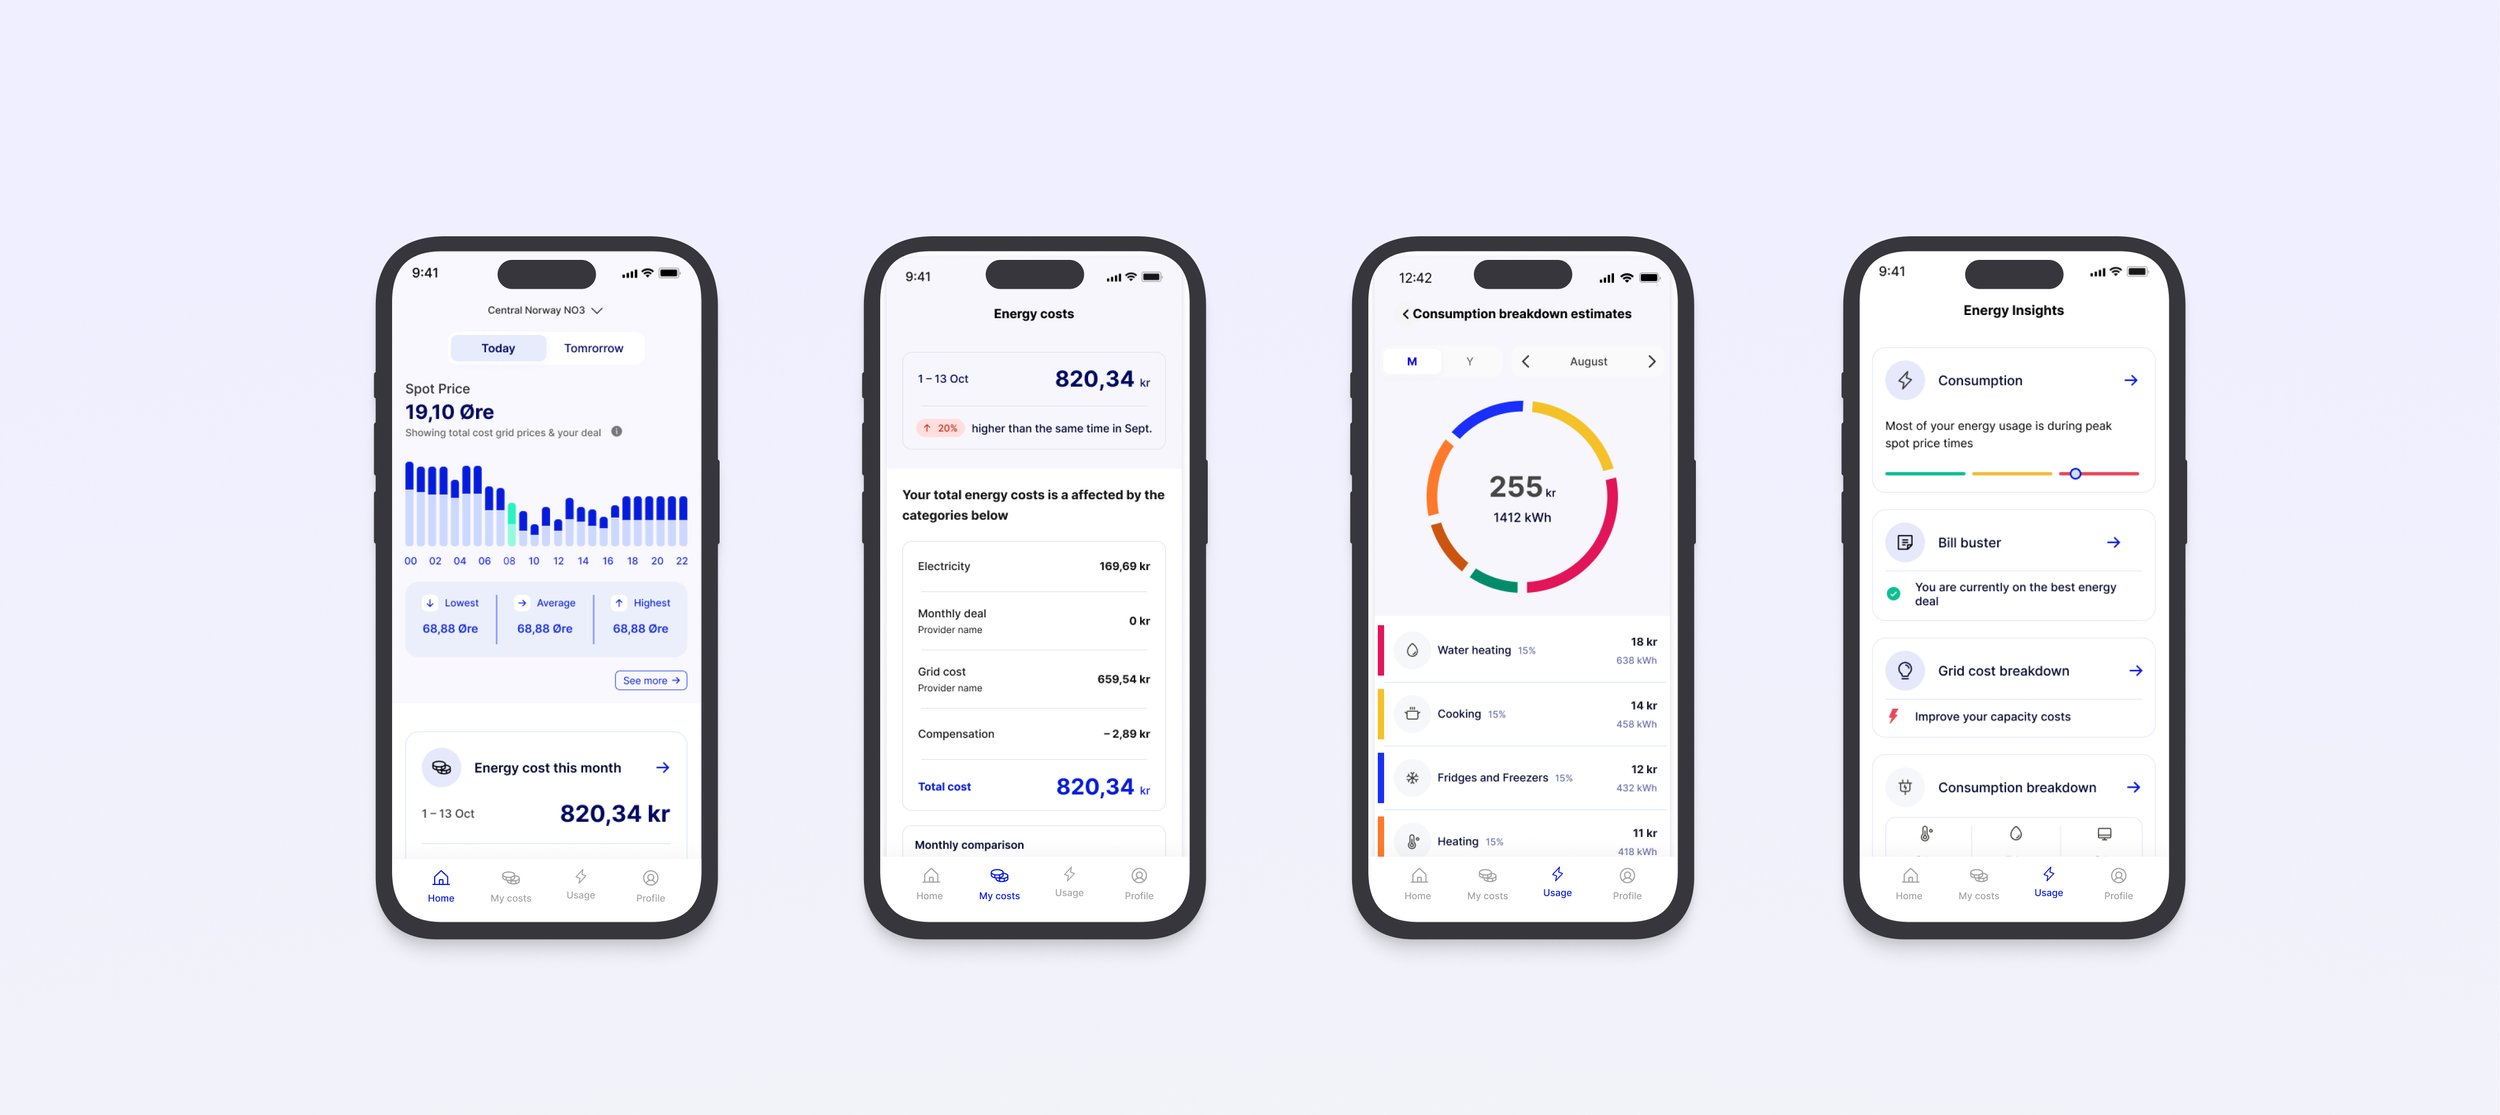 9:41
Central Norway NO3
Today
Tomrorrow
Spot Price
19,10 Øre
Showing total cost grid prices & your deal
00 02 04 06 08 10 12 14 16 18 20 22
Lowest
Average
Highest
68,88 Øre
68,88 Øre
68,88 Øre
See more
Energy cost this month
1 – 13 Oct
820,34 kr
Home
My costs
Usage
Profile
9:41
Energy costs
1 – 13 Oct
820,34 kr
20%
higher than the same time in Sept.
Your total energy costs is a affected by the
categories below
Electricity
169,69 kr
Monthly deal
Provider name
0 kr
Grid cost
Provider name
659,54 kr
Compensation
– 2,89 kr
Total cost
820,34 kr
Monthly comparison
Home
My costs
Usage
Profile
12:42
Consumption breakdown estimates
M
Y
August
255 kr
1412 kWh
Water heating 15%
18 kr
638 kWh
Cooking 15%
14 kr
458 kWh
Fridges and Freezers 15%
12 kr
432 kWh
Heating 15%
11 kr
418 kWh
Home
My costs
Usage
Profile
9:41
Energy Insights
Consumption
Most of your energy usage is during peak
spot price times
Bill buster
You are currently on the best energy
deal
Grid cost breakdown
Improve your capacity costs
Consumption breakdown
Home
My costs
Usage
Profile